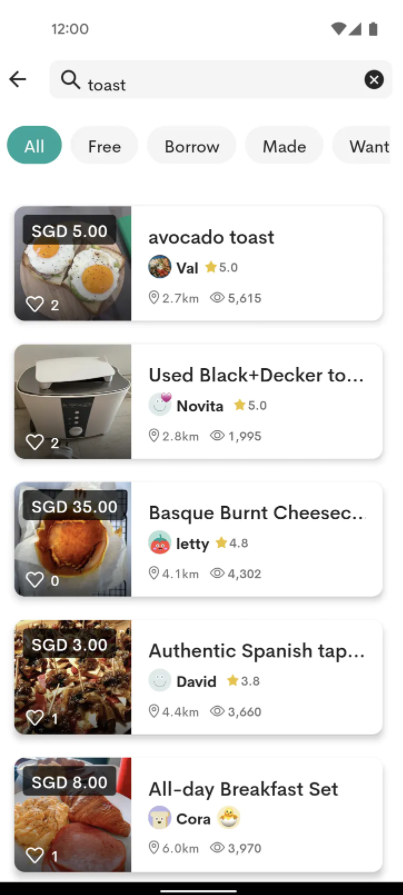 12:00
toast
All
Free
Borrow
Made
Want
SGD 5.00
avocado toast
Val 5.0
2.7km 5,615
2
Used Black+Decker to...
Novita 5.0
2.8km 1,995
2
SGD 35.00
Basque Burnt Cheesec...
letty 4.8
4.1km 4,302
0
SGD 3.00
Authentic Spanish tap...
David 3.8
4.4km 3,660
1
SGD 8.00
All-day Breakfast Set
Cora
6.0km 3,970
1